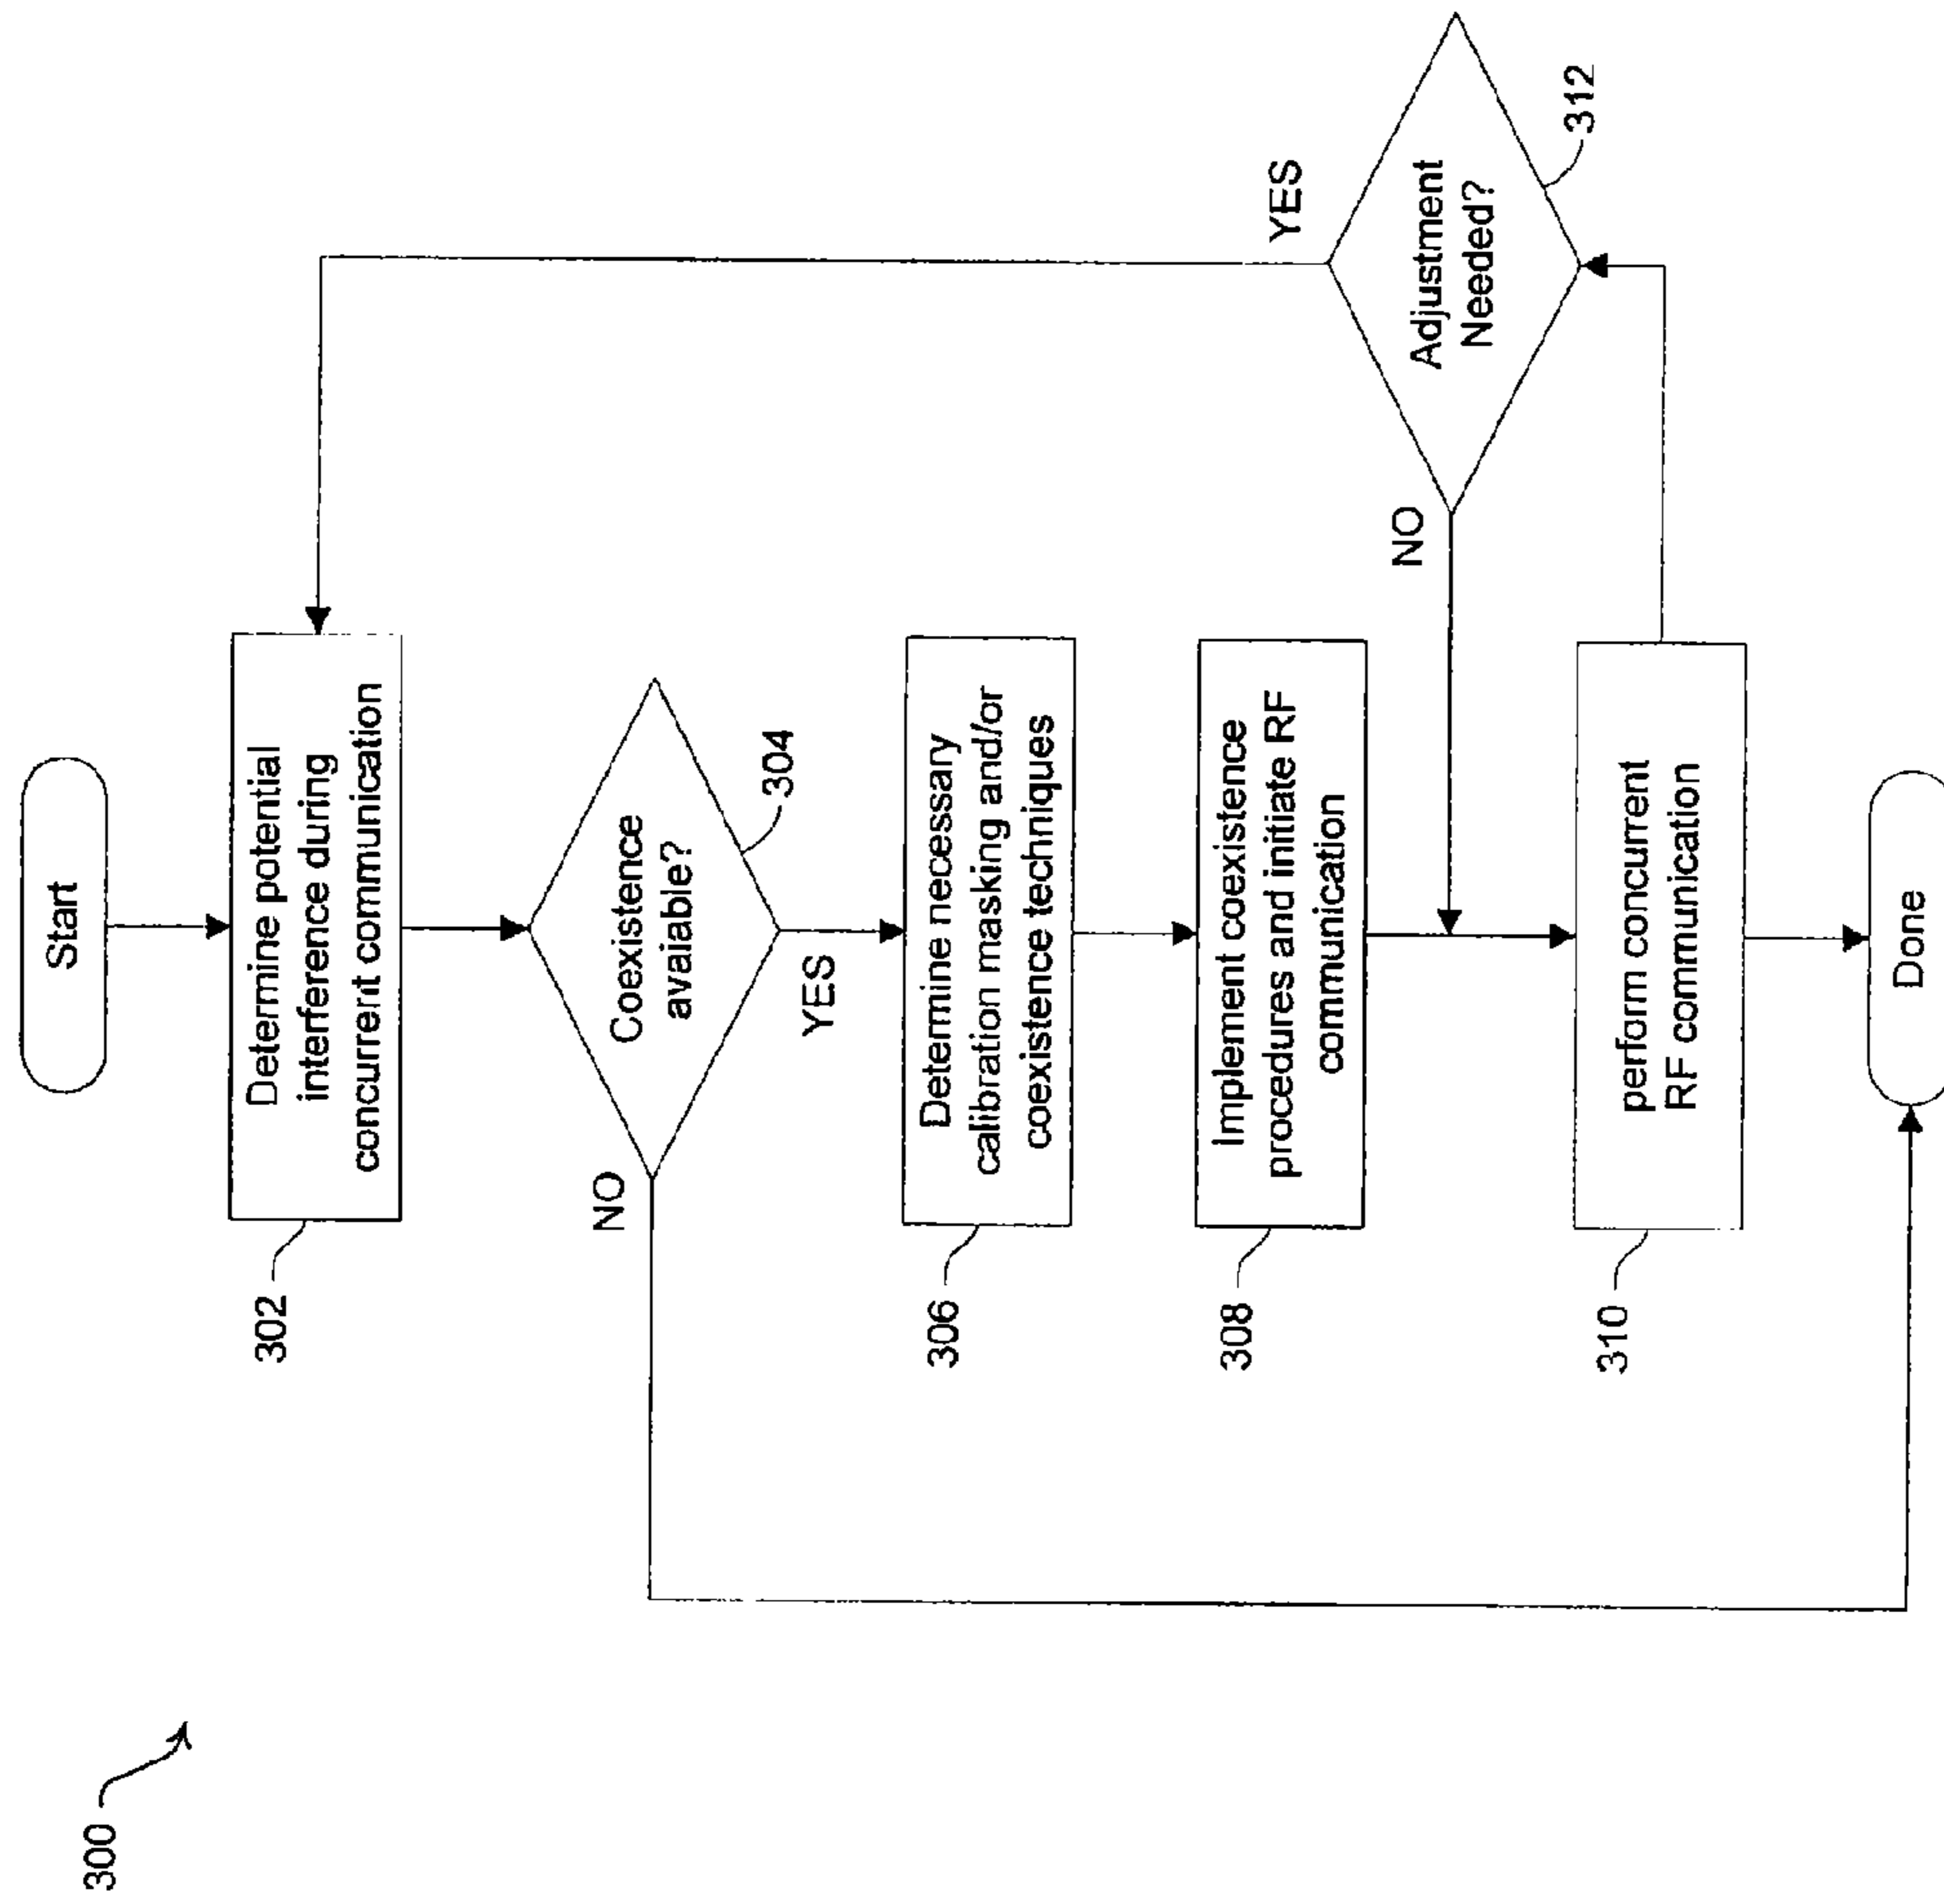 300
Start
Determine potential
interference during
concurrent communication
302
Coexistence
avaiable?
304
NO
YES
Determine necessary
calibration masking and/or
coexistence techniques
306
Implement coexistence
procedures and initiate RF
communication
308
perform concurrent
RF communication
310
Adjustment
Needed?
312
YES
NO
Done